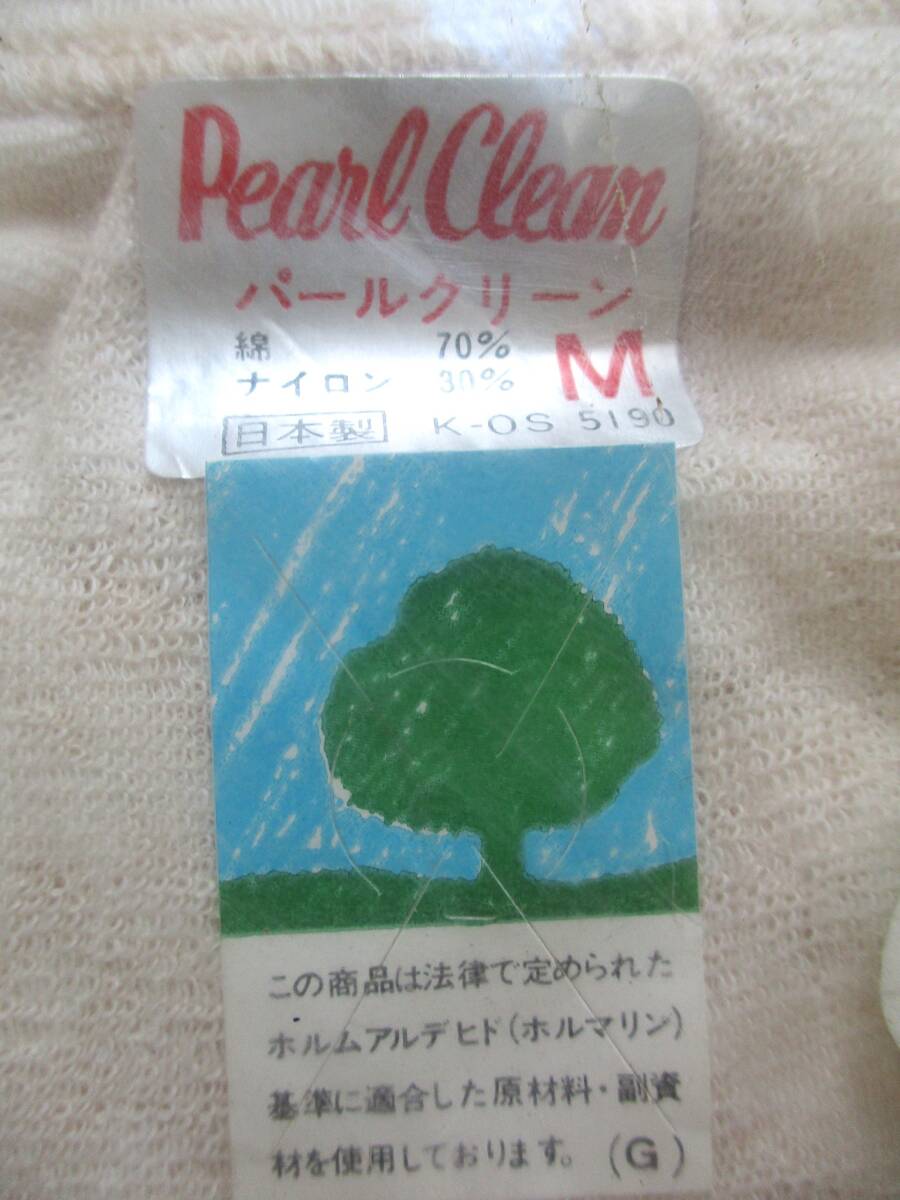 Pearl Clean
パールクリーン
綿 70%
ナイロン 30% M
日本製 K-OS 5190
この商品は法律で定められた
ホルムアルデヒド(ホルマリン)
基準に適合した原材料・副資
材を使用しております。(G)